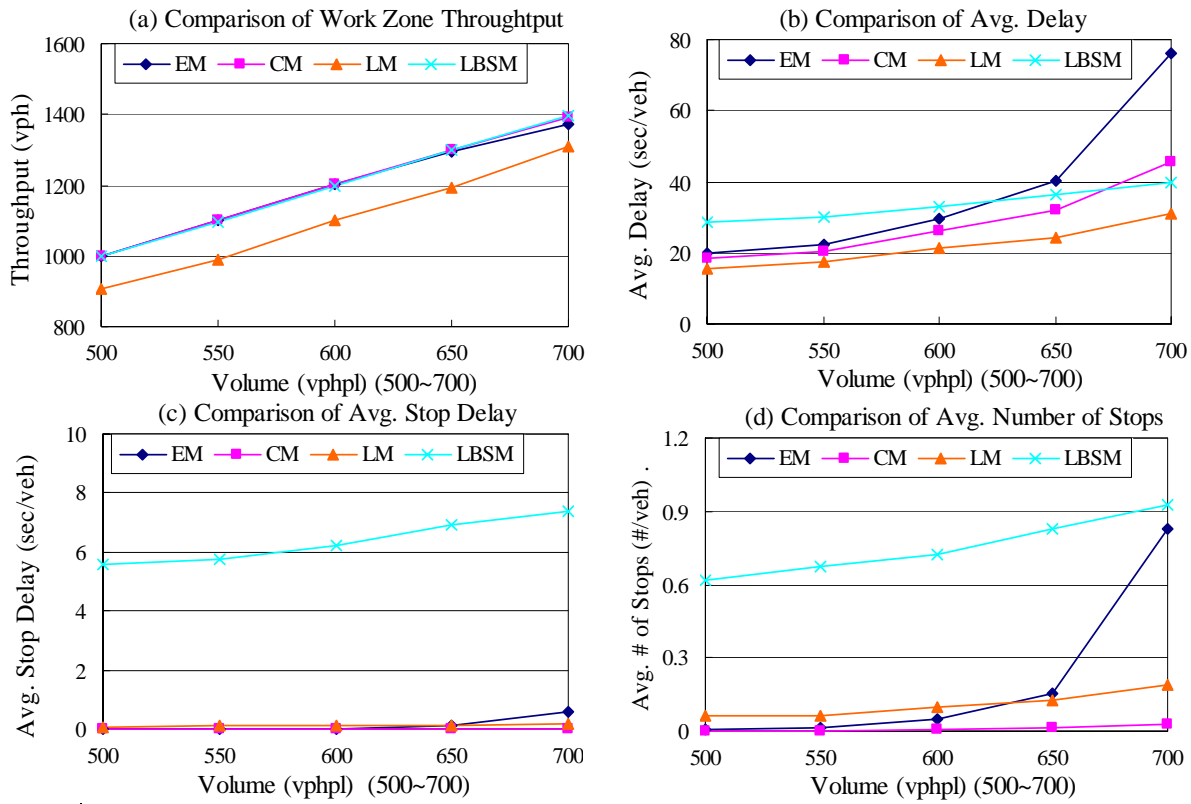 (a) Comparison of Work Zone Throughtput
1600
1400
1200
1000
800
Throughput (vph)
EM CM LM LBSM
500 550 600 650 700
Volume (vphpl) (500~700)
(b) Comparison of Avg. Delay
80
60
40
20
0
Avg. Delay (sec/veh)
EM CM LM LBSM
500 550 600 650 700
Volume (vphpl) (500~700)
(c) Comparison of Avg. Stop Delay
10
8
6
4
2
0
Avg. Stop Delay (sec/veh)
EM CM LM LBSM
500 550 600 650 700
Volume (vphpl) (500~700)
(d) Comparison of Avg. Number of Stops
1.2
0.9
0.6
0.3
0
Avg. # of Stops (#/veh) .
EM CM LM LBSM
500 550 600 650 700
Volume (vphpl) (500~700)